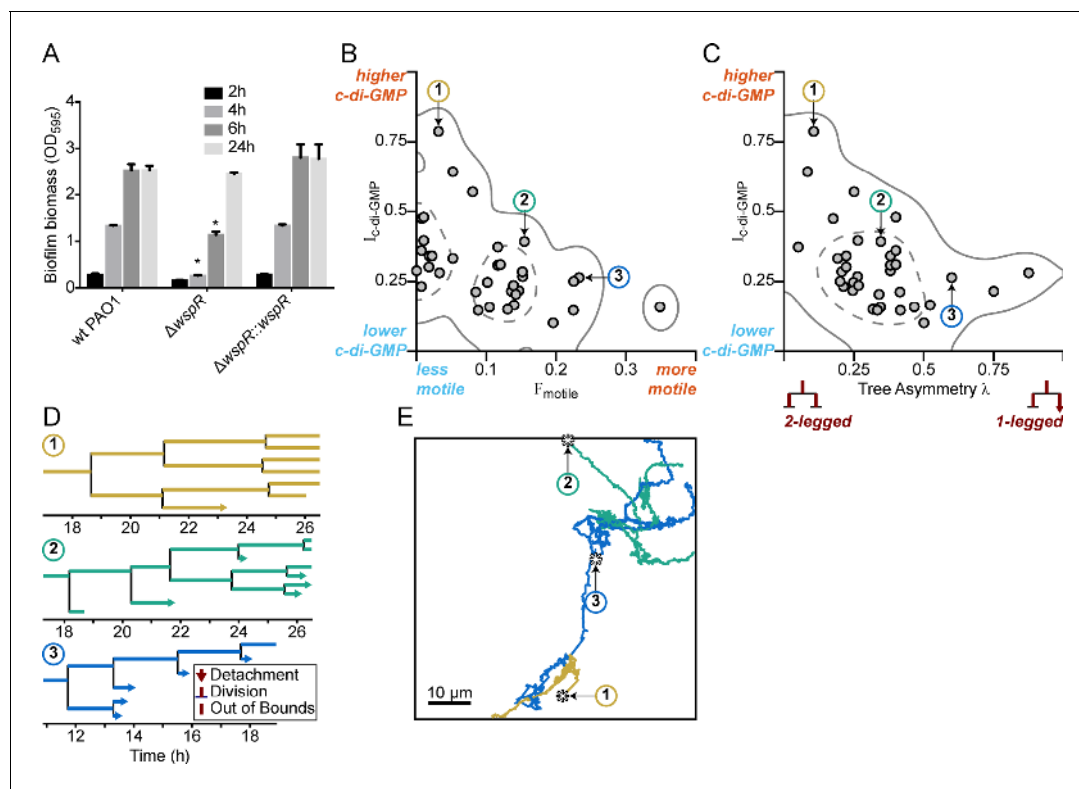 A
Biofilm biomass (OD595)
4
3
2
1
0
2h
4h
6h
24h
*
*
wt PAO1
ΔwspR
ΔwspR::wspR
B
higher
c-di-GMP
Ic-di-GMP
0.75
0.5
0.25
lower
c-di-GMP
1
2
3
less
motile
0.1
0.2
0.3
Fmotile
more
motile
C
higher
c-di-GMP
Ic-di-GMP
0.75
0.5
0.25
lower
c-di-GMP
1
2
3
0.25
0.5
0.75
Tree Asymmetry λ
2-legged
1-legged
D
1
18 20 22 24 26
2
18 20 22 24 26
3
12 14 16 18
Detachment
Division
Out of Bounds
Time (h)
E
2
3
1
10 μm